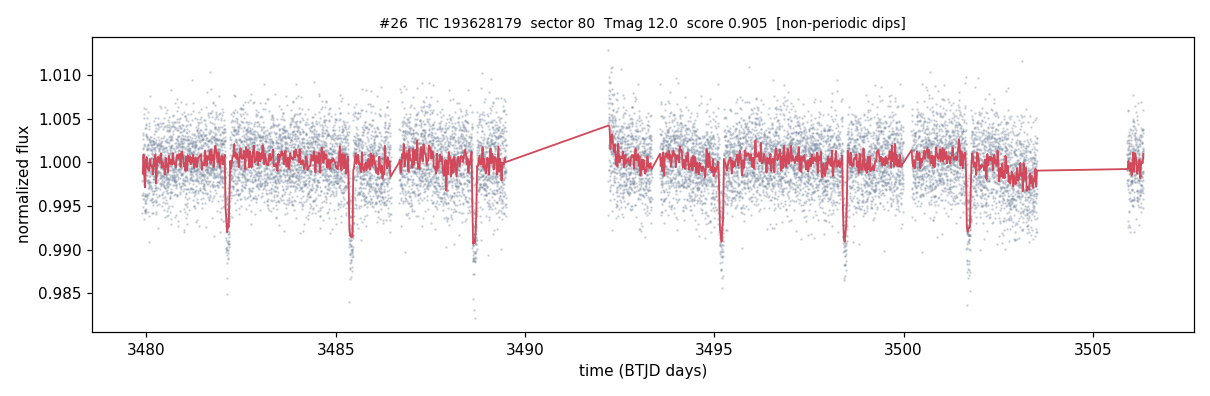 #26 TIC 193628179 sector 80 Tmag 12.0 score 0.905 [non-periodic dips]
normalized flux
1.010
1.005
1.000
0.995
0.990
0.985
3480 3485 3490 3495 3500 3505
time (BTJD days)